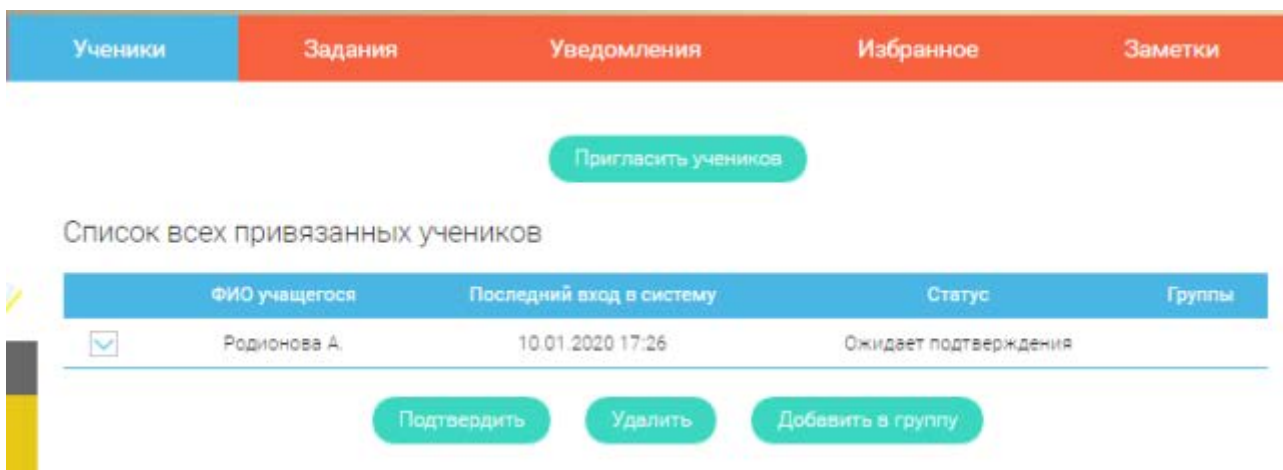 Ученики Задания Уведомления Избранное Заметки
Пригласить учеников
Список всех привязанных учеников
ФИО учащегося Последний вход в систему Статус Группы
Родионова А. 10.01.2020 17:26 Ожидает подтверждения
Подтвердить Удалить Добавить в группу